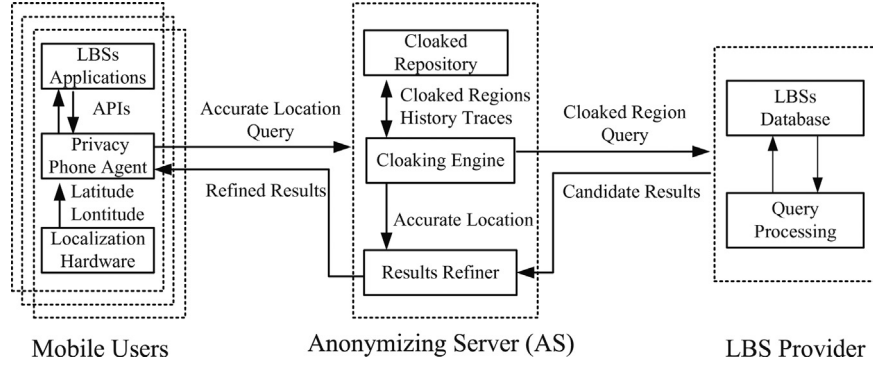 LBSs
Applications
APIs
Privacy
Phone Agent
Latitude
Lontitude
Localization
Hardware
Mobile Users
Accurate Location
Query
Refined Results
Cloaked
Repository
Cloaked Regions
History Traces
Cloaking Engine
Accurate Location
Results Refiner
Anonymizing Server (AS)
Cloaked Region
Query
Candidate Results
LBSs
Database
Query
Processing
LBS Provider